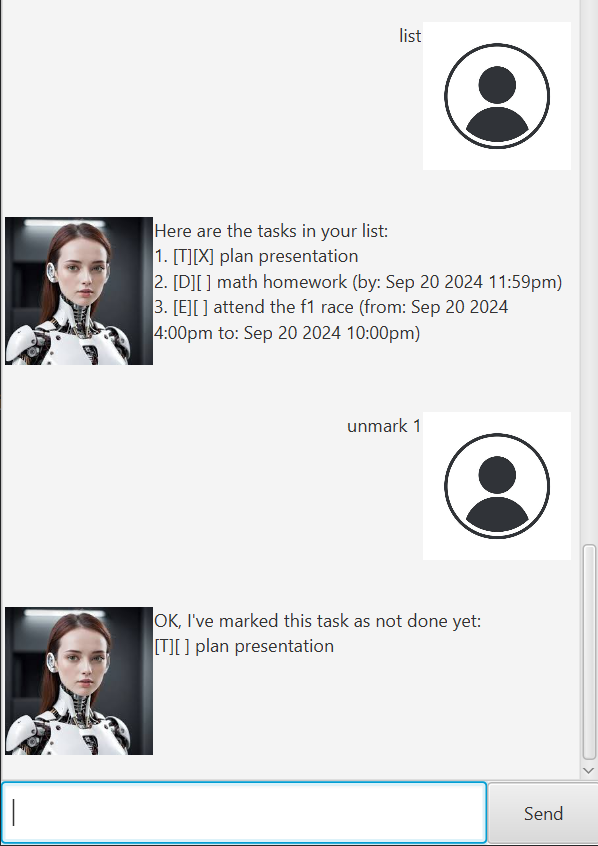 list
Here are the tasks in your list:
1. [T][X] plan presentation
2. [D][ ] math homework (by: Sep 20 2024 11:59pm)
3. [E][ ] attend the f1 race (from: Sep 20 2024
4:00pm to: Sep 20 2024 10:00pm)
unmark 1
OK, I've marked this task as not done yet:
[T][ ] plan presentation
Send